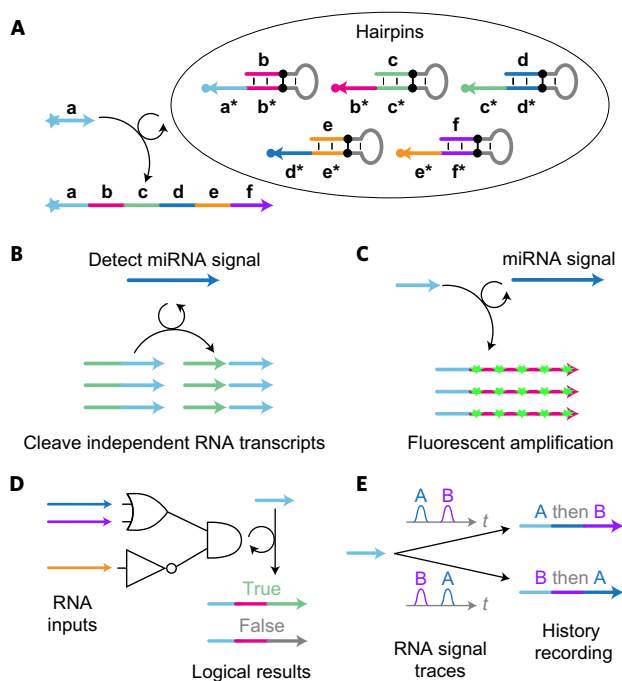 A
Hairpins
b
c
d
a* b*
b* c*
c* d*
a
e
f
d* e*
e* f*
a b c d e f
B
Detect miRNA signal
Cleave independent RNA transcripts
C
miRNA signal
Fluorescent amplification
D
RNA
inputs
True
False
Logical results
E
A B
t
B A
t
A then B
B then A
RNA signal
traces
History
recording